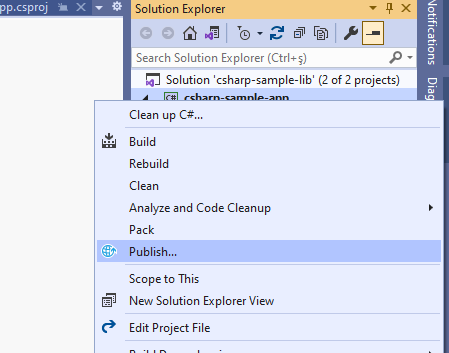 pp.csproj
Solution Explorer
Search Solution Explorer (Ctrl+ş)
Solution 'csharp-sample-lib' (2 of 2 projects)
C# csharp-sample-app
Clean up C#...
Build
Rebuild
Clean
Analyze and Code Cleanup
Pack
Publish...
Scope to This
New Solution Explorer View
Edit Project File
Notifications
Diag